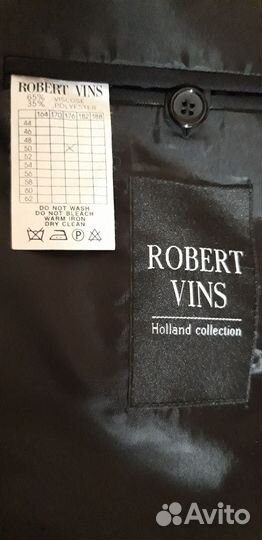 ROBERT VINS
65% VISCOSE
35% POLYESTER
164 170 176 182 188
44
46
48
50
52
54
56
58
60
62
DO NOT WASH
DO NOT BLEACH
WARM IRON
DRY CLEAN
ROBERT
VINS
Holland collection
Avito